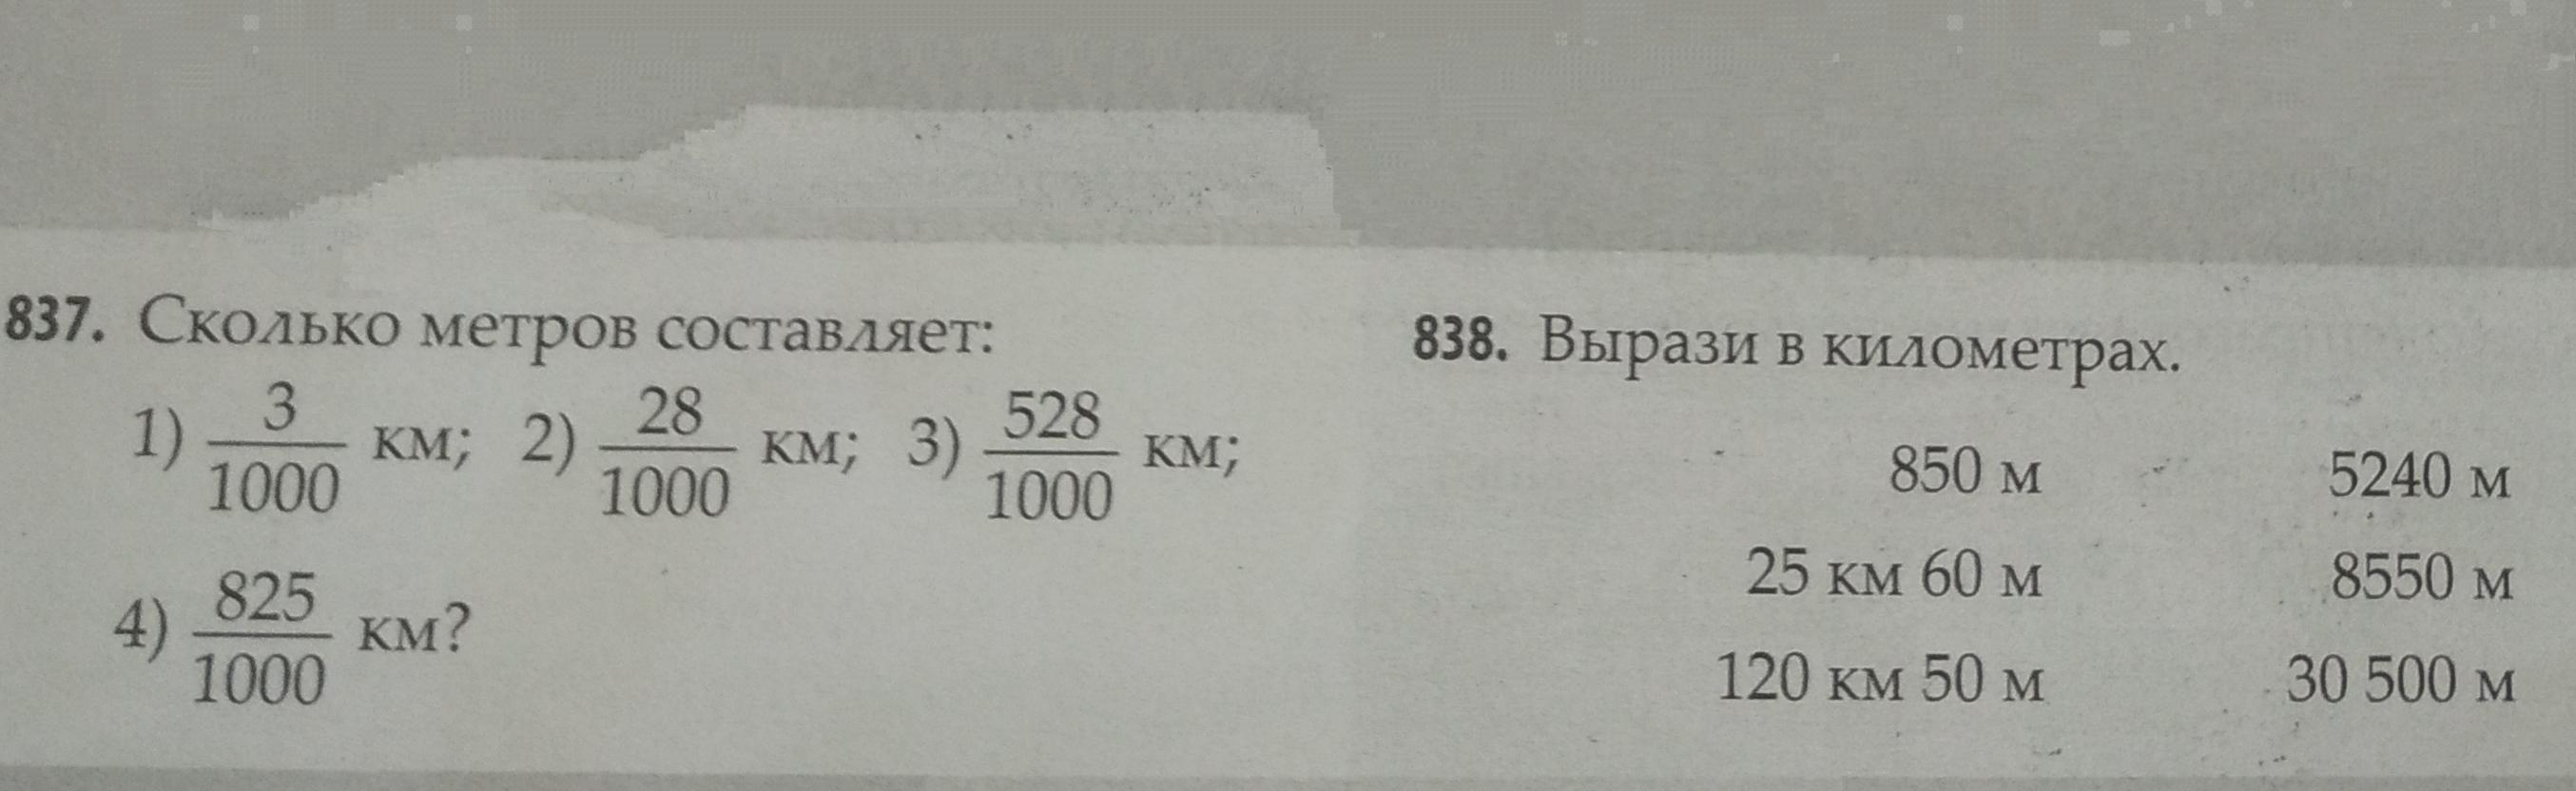 837. Сколько метров составляет:
1) 3/1000 км; 2) 28/1000 км; 3) 528/1000 км;
4) 825/1000 км?
838. Вырази в километрах.
850 м 5240 м
25 км 60 м 8550 м
120 км 50 м 30 500 м